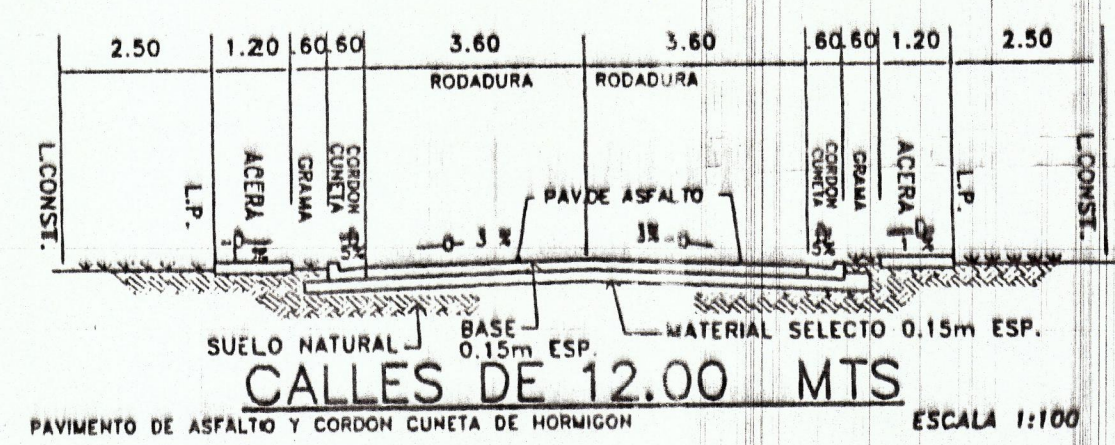 2.50 1.20 .60 .60 3.60 3.60 .60 .60 1.20 2.50
RODADURA RODADURA
L.CONST.
L.P.
ACERA
GRAMA
CORDON
CUNETA
CORDON
CUNETA
GRAMA
ACERA
L.P.
L.CONST.
PAV.DE ASFALTO
3 % 3%
SUELO NATURAL
BASE
0.15m ESP.
MATERIAL SELECTO 0.15m ESP.
CALLES DE 12.00 MTS
PAVIMENTO DE ASFALTO Y CORDON CUNETA DE HORMIGON
ESCALA 1:100